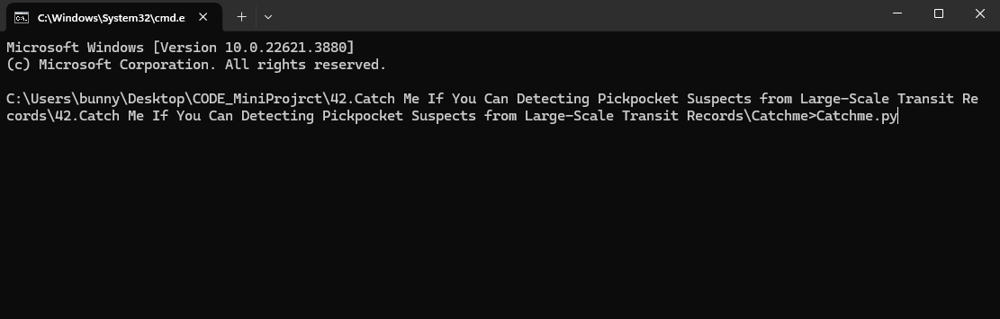 C:\Windows\System32\cmd.e
Microsoft Windows [Version 10.0.22621.3880]
(c) Microsoft Corporation. All rights reserved.
C:\Users\bunny\Desktop\CODE_MiniProjrct\42.Catch Me If You Can Detecting Pickpocket Suspects from Large-Scale Transit Re
cords\42.Catch Me If You Can Detecting Pickpocket Suspects from Large-Scale Transit Records\Catchme>Catchme.py